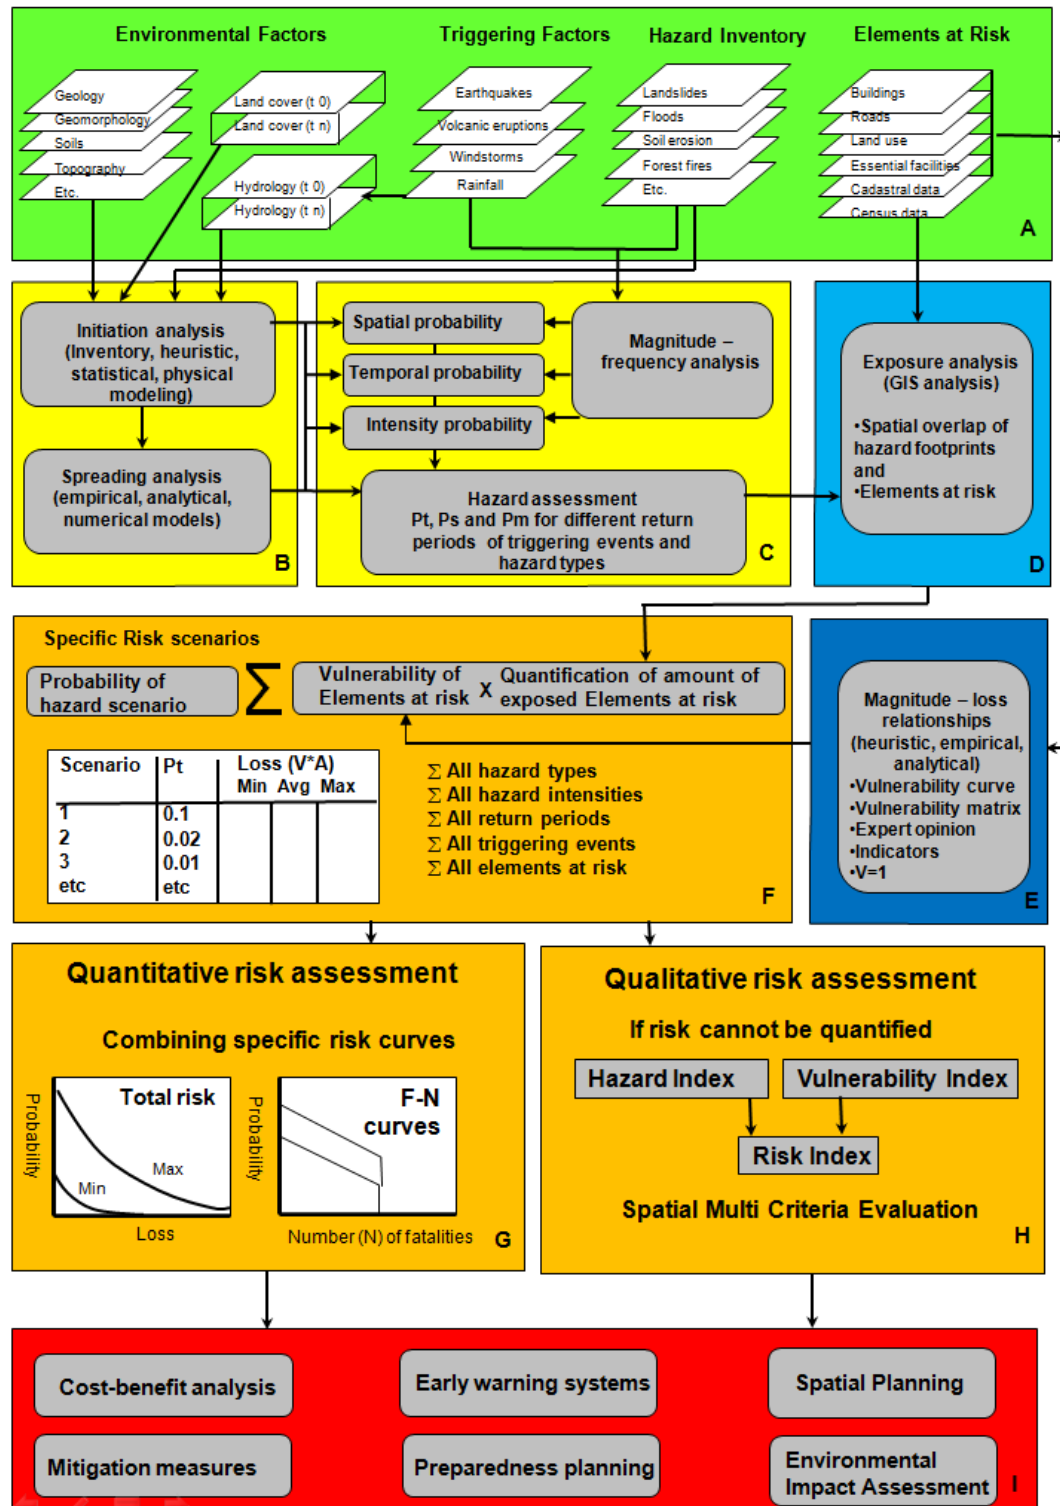 Environmental Factors
Triggering Factors
Hazard Inventory
Elements at Risk
Geology
Geomorphology
Soils
Topography
Etc.
Land cover (t 0)
Land cover (t n)
Hydrology (t 0)
Hydrology (t n)
Earthquakes
Volcanic eruptions
Windstorms
Rainfall
Landslides
Floods
Soil erosion
Forest fires
Etc.
Buildings
Roads
Land use
Essential facilities
Cadastral data
Census data
A
Initiation analysis
(Inventory, heuristic,
statistical, physical
modeling)
Spreading analysis
(empirical, analytical,
numerical models)
B
Spatial probability
Temporal probability
Intensity probability
Magnitude –
frequency analysis
Hazard assessment
Pt, Ps and Pm for different return
periods of triggering events and
hazard types
C
Exposure analysis
(GIS analysis)
•Spatial overlap of
hazard footprints
and
•Elements at risk
D
Specific Risk scenarios
Probability of
hazard scenario
Σ
Vulnerability of
Elements at risk
X
Quantification of amount of
exposed Elements at risk
Scenario Pt Loss (V*A)
Min Avg Max
1 0.1
2 0.02
3 0.01
etc etc
Σ All hazard types
Σ All hazard intensities
Σ All return periods
Σ All triggering events
Σ All elements at risk
F
Magnitude – loss
relationships
(heuristic, empirical,
analytical)
•Vulnerability curve
•Vulnerability matrix
•Expert opinion
•Indicators
•V=1
E
Quantitative risk assessment
Combining specific risk curves
Probability
Total risk
Max
Min
Loss
Probability
F-N
curves
Number (N) of fatalities
G
Qualitative risk assessment
If risk cannot be quantified
Hazard Index
Vulnerability Index
Risk Index
Spatial Multi Criteria Evaluation
H
Cost-benefit analysis
Early warning systems
Spatial Planning
Mitigation measures
Preparedness planning
Environmental
Impact Assessment
I